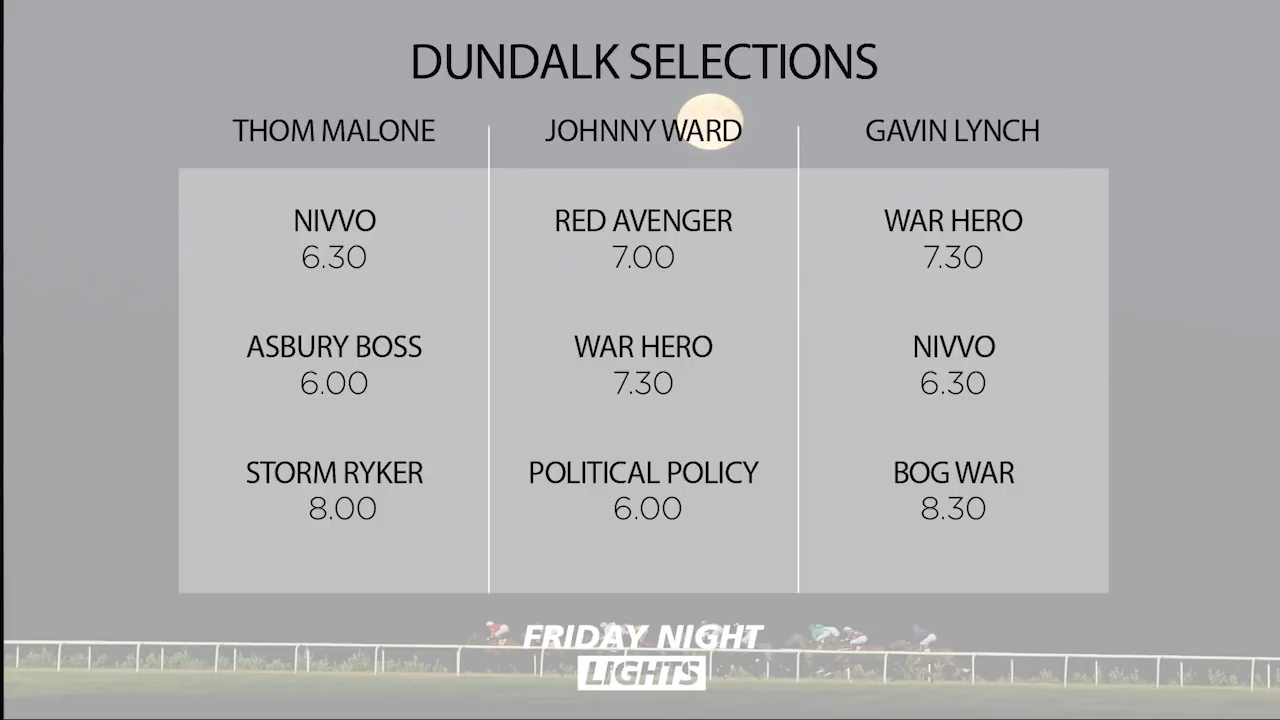 DUNDALK SELECTIONS
THOM MALONE
NIVVO
6.30
ASBURY BOSS
6.00
STORM RYKER
8.00
JOHNNY WARD
RED AVENGER
7.00
WAR HERO
7.30
POLITICAL POLICY
6.00
GAVIN LYNCH
WAR HERO
7.30
NIVVO
6.30
BOG WAR
8.30
FRIDAY NIGHT
LIGHTS